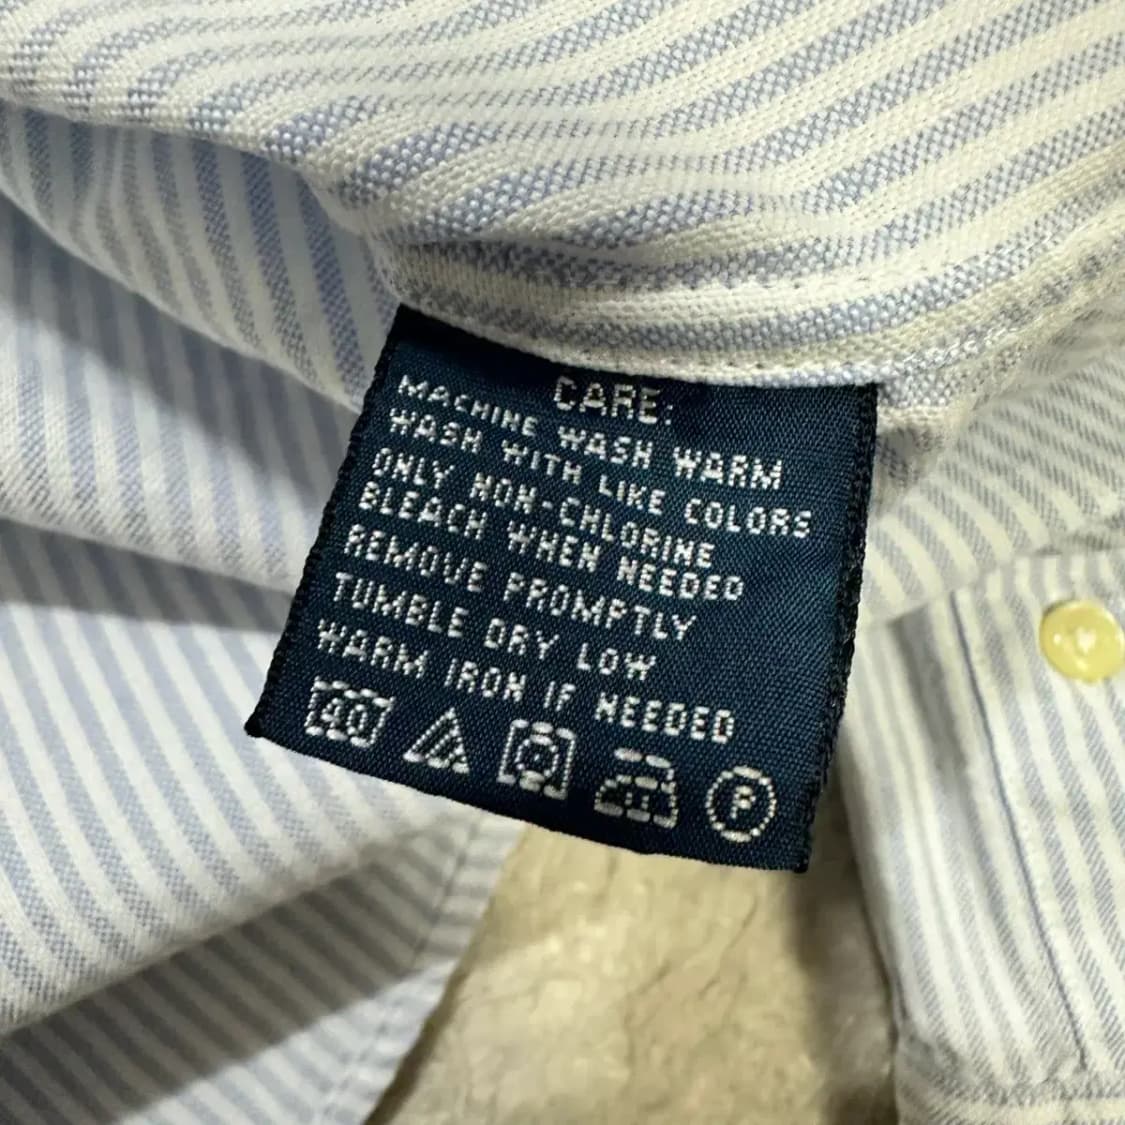 CARE:
MACHINE WASH WARM
WASH WITH LIKE COLORS
ONLY NON-CHLORINE
BLEACH WHEN NEEDED
REMOVE PROMPTLY
TUMBLE DRY LOW
WARM IRON IF NEEDED
40 P